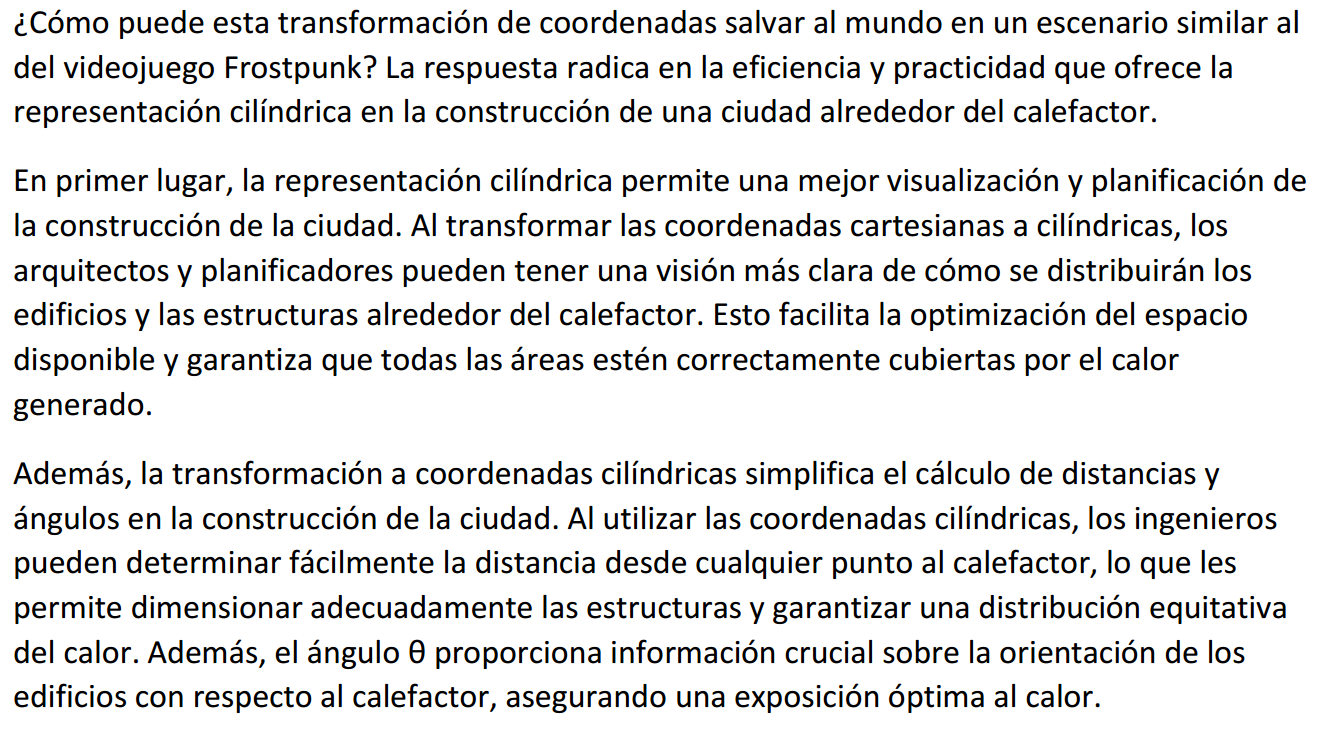 ¿Cómo puede esta transformación de coordenadas salvar al mundo en un escenario similar al
del videojuego Frostpunk? La respuesta radica en la eficiencia y practicidad que ofrece la
representación cilíndrica en la construcción de una ciudad alrededor del calefactor.
En primer lugar, la representación cilíndrica permite una mejor visualización y planificación de
la construcción de la ciudad. Al transformar las coordenadas cartesianas a cilíndricas, los
arquitectos y planificadores pueden tener una visión más clara de cómo se distribuirán los
edificios y las estructuras alrededor del calefactor. Esto facilita la optimización del espacio
disponible y garantiza que todas las áreas estén correctamente cubiertas por el calor
generado.
Además, la transformación a coordenadas cilíndricas simplifica el cálculo de distancias y
ángulos en la construcción de la ciudad. Al utilizar las coordenadas cilíndricas, los ingenieros
pueden determinar fácilmente la distancia desde cualquier punto al calefactor, lo que les
permite dimensionar adecuadamente las estructuras y garantizar una distribución equitativa
del calor. Además, el ángulo θ proporciona información crucial sobre la orientación de los
edificios con respecto al calefactor, asegurando una exposición óptima al calor.